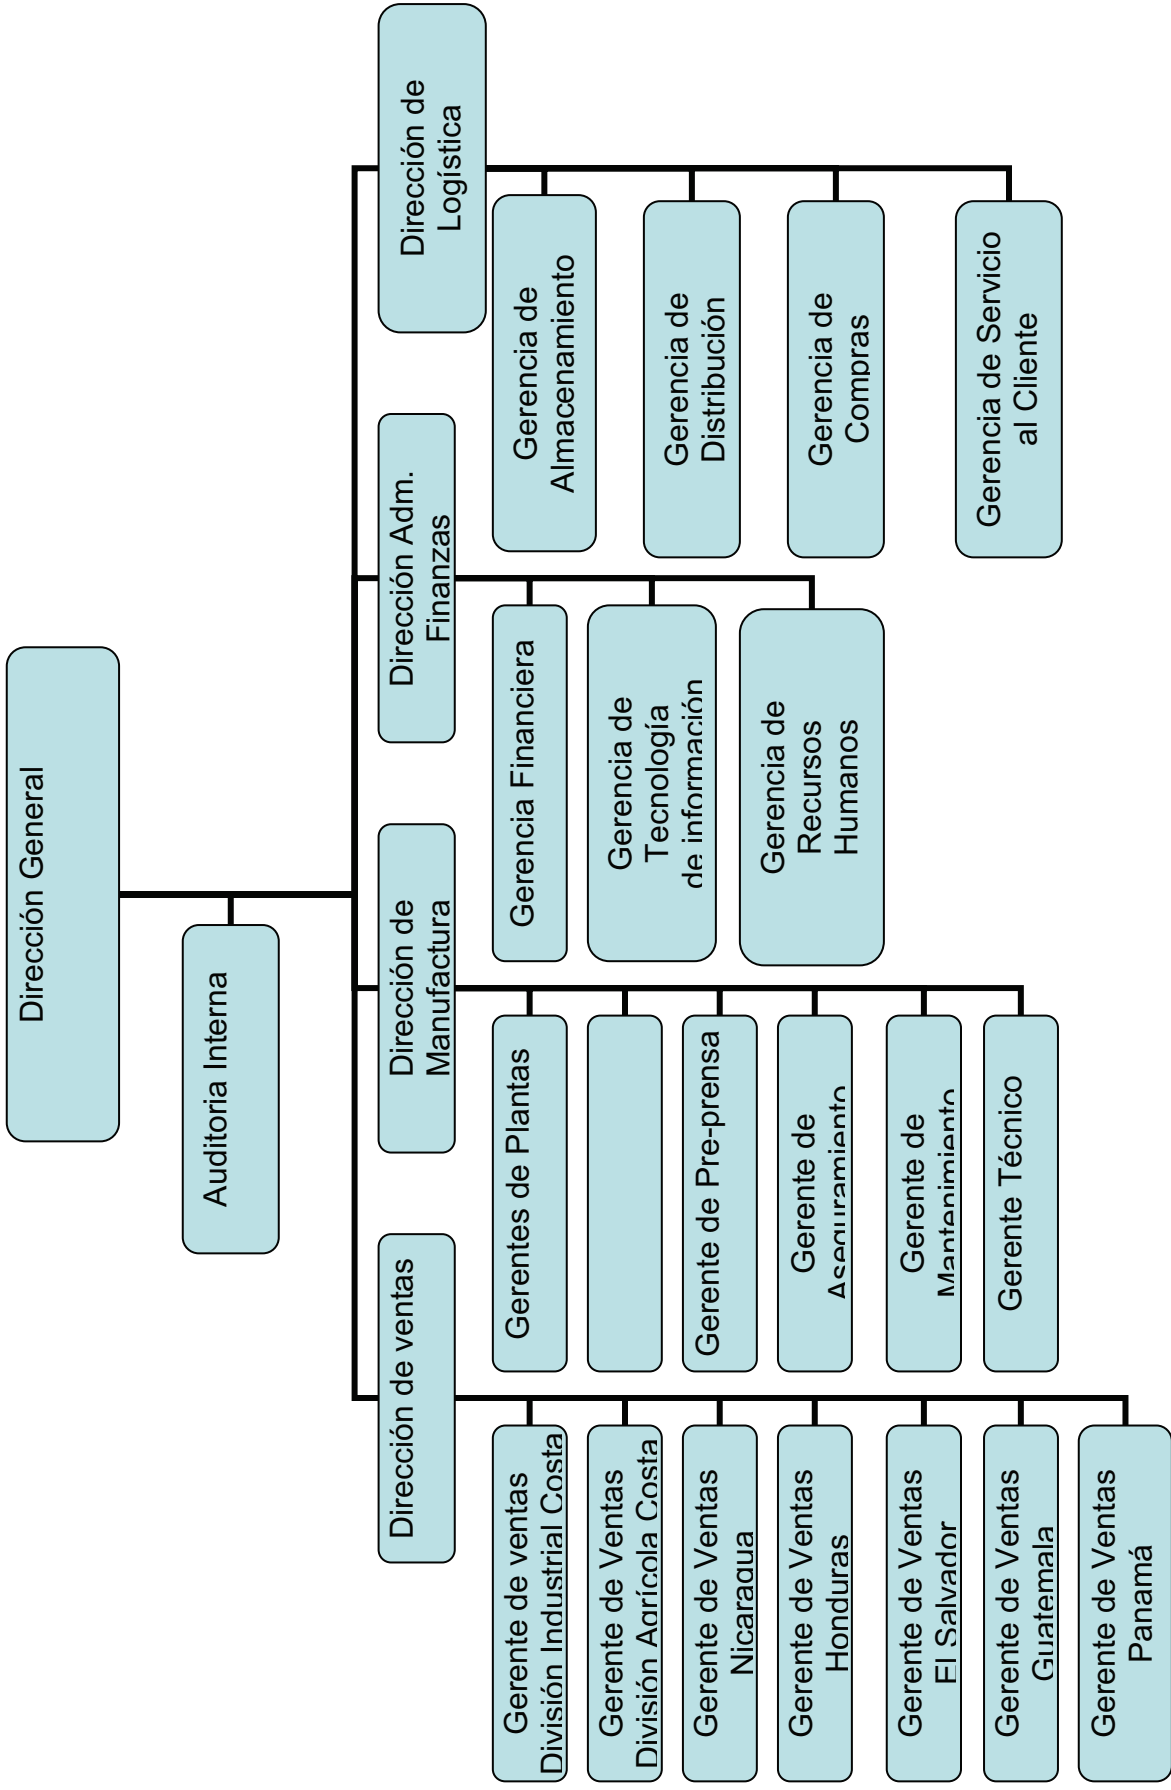 Dirección General
Auditoria Interna
Dirección de ventas
Dirección de
Manufactura
Dirección Adm.
Finanzas
Dirección de
Logística
Gerente de ventas
División Industrial Costa
Gerente de Ventas
División Agrícola Costa
Gerente de Ventas
Nicaragua
Gerente de Ventas
Honduras
Gerente de Ventas
El Salvador
Gerente de Ventas
Guatemala
Gerente de Ventas
Panamá
Gerentes de Plantas
Gerente de Pre-prensa
Gerente de
Aseguramiento
Gerente de
Mantenimiento
Gerente Técnico
Gerencia Financiera
Gerencia de
Tecnología
de información
Gerencia de
Recursos
Humanos
Gerencia de
Almacenamiento
Gerencia de
Distribución
Gerencia de
Compras
Gerencia de Servicio
al Cliente